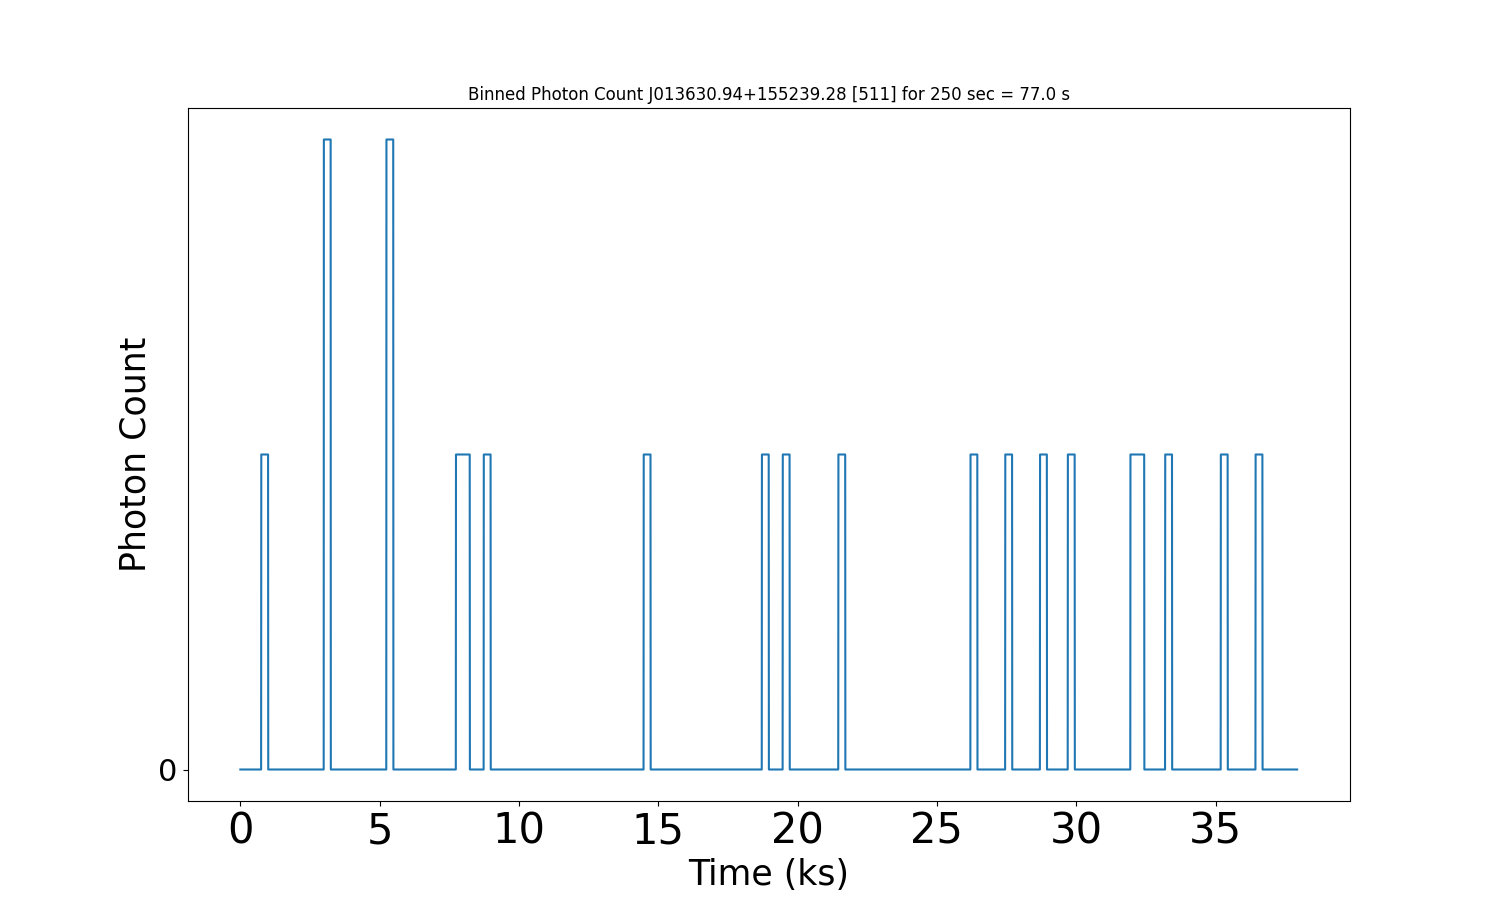 Binned Photon Count J013630.94+155239.28 [511] for 250 sec = 77.0 s
Photon Count
0
0 5 10 15 20 25 30 35
Time (ks)